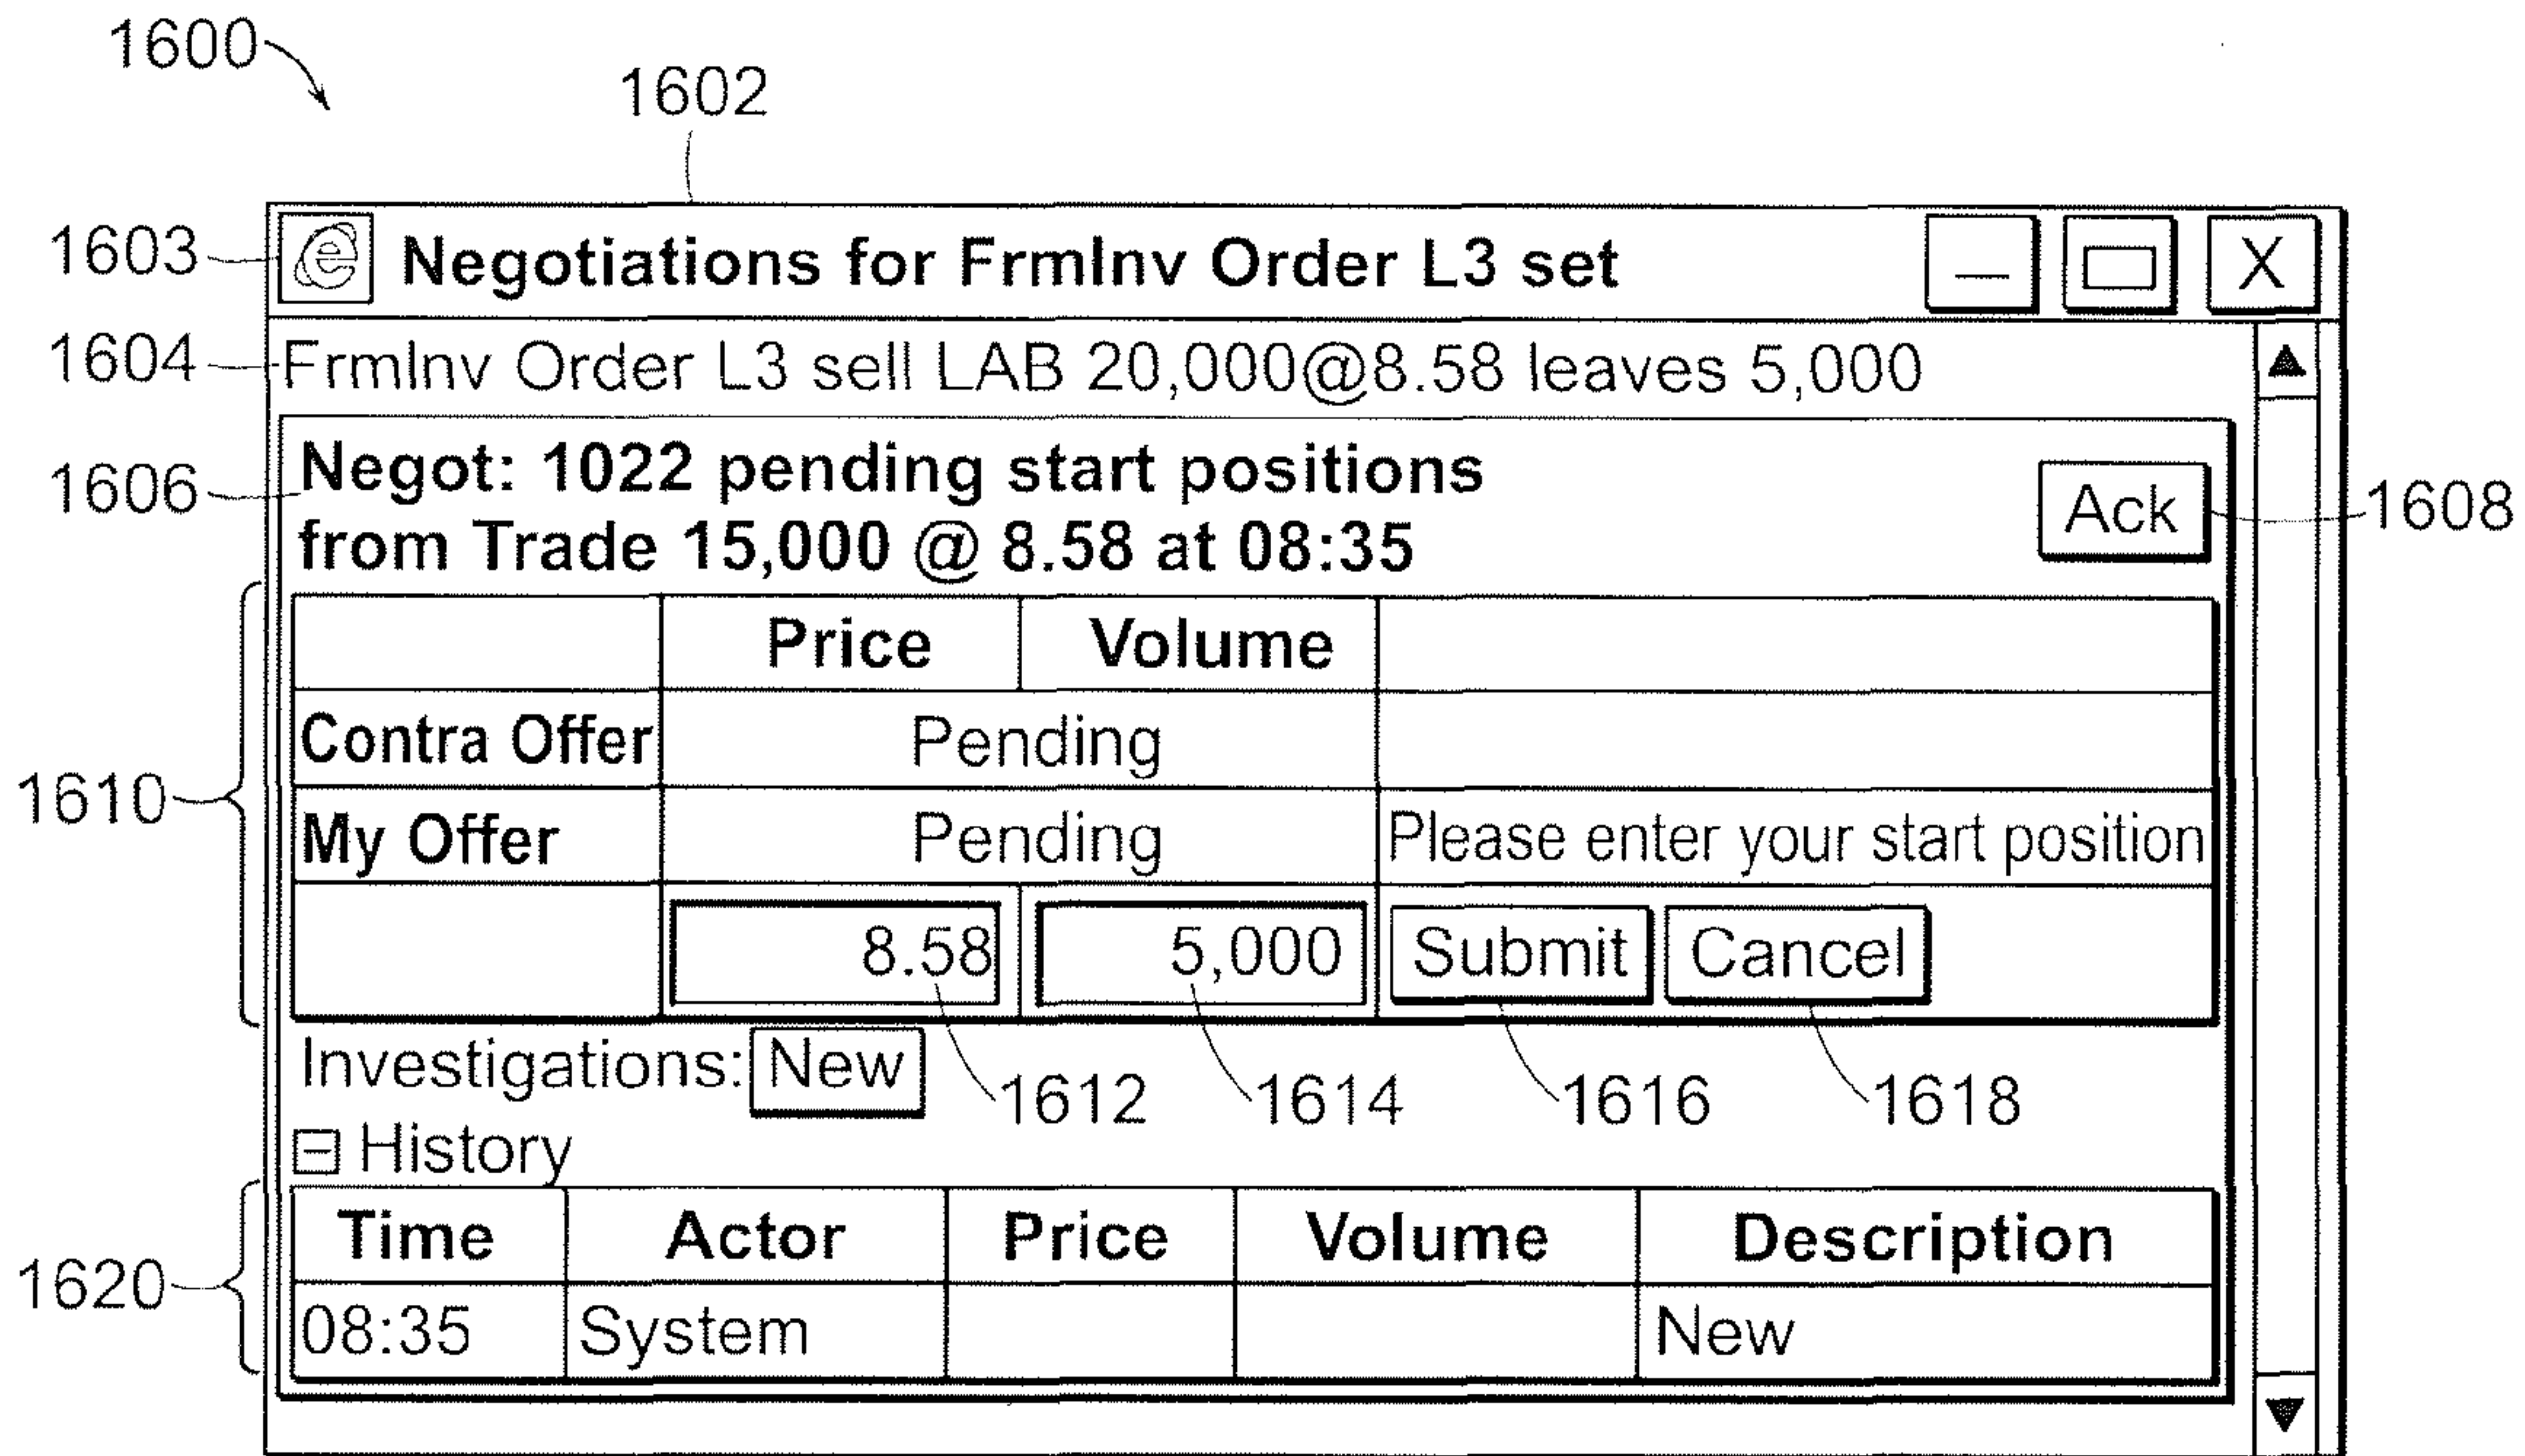 1600
1602
1603
Negotiations for FrmInv Order L3 set
X
1604
FrmInv Order L3 sell LAB 20,000@8.58 leaves 5,000
1606
Negot: 1022 pending start positions
from Trade 15,000 @ 8.58 at 08:35
Ack
1608
1610
Price Volume
Contra Offer Pending
My Offer Pending Please enter your start position
8.58 5,000 Submit Cancel
Investigations: New
1612 1614 1616 1618
History
1620
Time Actor Price Volume Description
08:35 System New